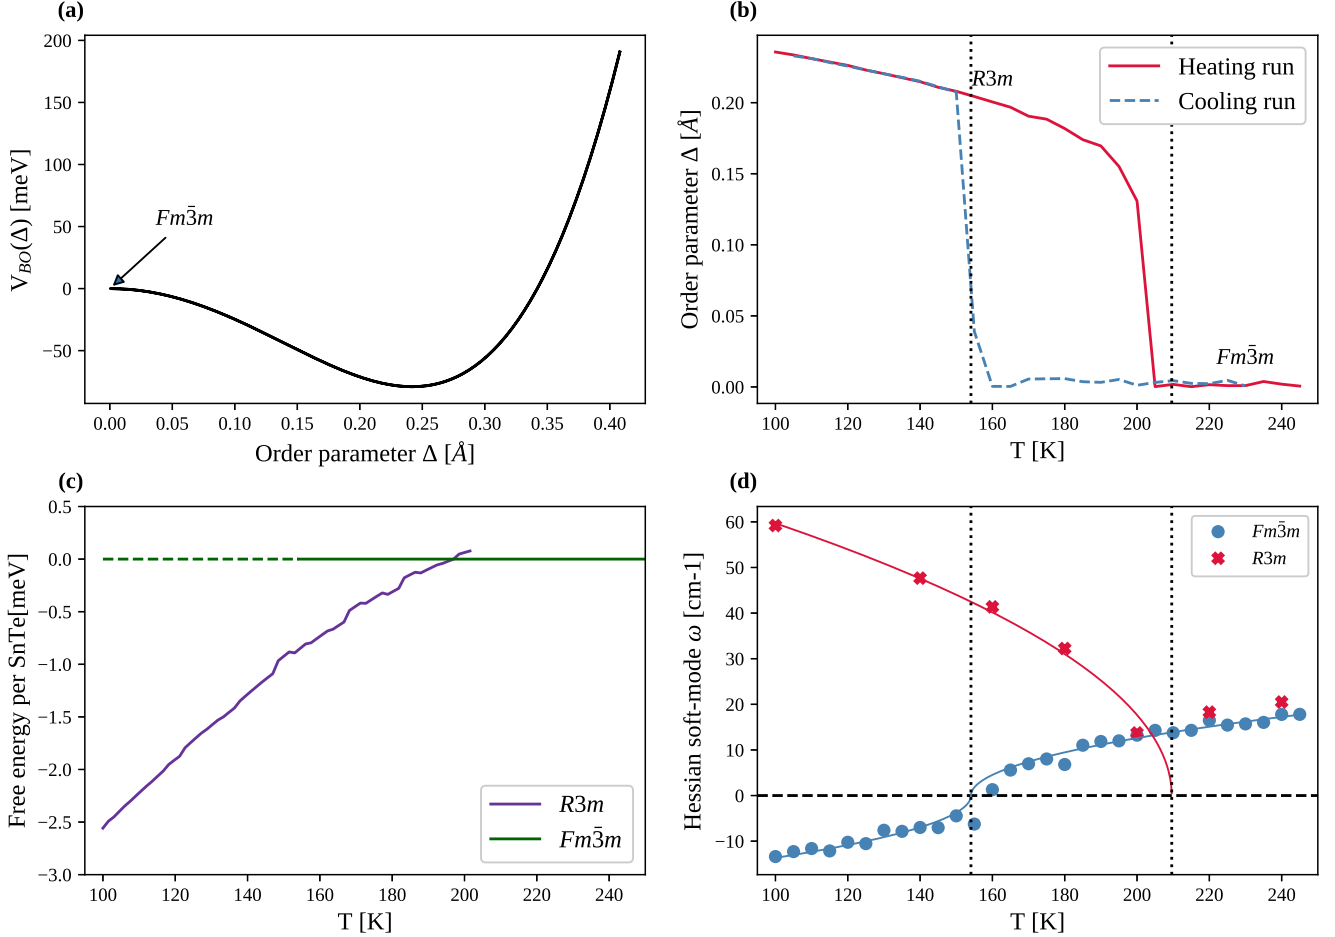 (a)
V_BO(Δ) [meV]
200
150
100
50
0
−50
Fm3̄m
0.00 0.05 0.10 0.15 0.20 0.25 0.30 0.35 0.40
Order parameter Δ [Å]
(b)
Order parameter Δ [Å]
0.20
0.15
0.10
0.05
0.00
R3m
Heating run
Cooling run
Fm3̄m
100 120 140 160 180 200 220 240
T [K]
(c)
Free energy per SnTe[meV]
0.5
0.0
−0.5
−1.0
−1.5
−2.0
−2.5
−3.0
R3m
Fm3̄m
100 120 140 160 180 200 220 240
T [K]
(d)
Hessian soft-mode ω [cm-1]
60
50
40
30
20
10
0
−10
Fm3̄m
R3m
100 120 140 160 180 200 220 240
T [K]